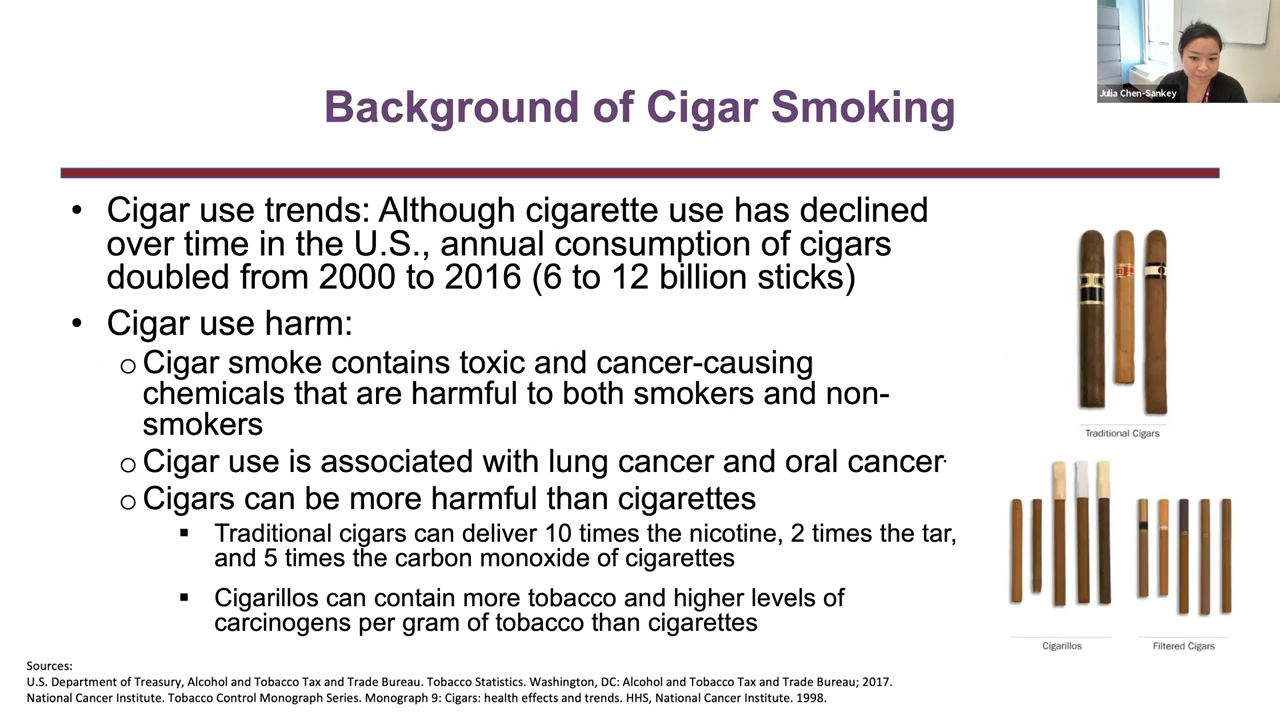 Julia Chen-Sankey
Background of Cigar Smoking
• Cigar use trends: Although cigarette use has declined
over time in the U.S., annual consumption of cigars
doubled from 2000 to 2016 (6 to 12 billion sticks)
• Cigar use harm:
o Cigar smoke contains toxic and cancer-causing
chemicals that are harmful to both smokers and non-
smokers
o Cigar use is associated with lung cancer and oral cancer.
o Cigars can be more harmful than cigarettes
▪ Traditional cigars can deliver 10 times the nicotine, 2 times the tar,
and 5 times the carbon monoxide of cigarettes
▪ Cigarillos can contain more tobacco and higher levels of
carcinogens per gram of tobacco than cigarettes
Traditional Cigars
Cigarillos
Filtered Cigars
Sources:
U.S. Department of Treasury, Alcohol and Tobacco Tax and Trade Bureau. Tobacco Statistics. Washington, DC: Alcohol and Tobacco Tax and Trade Bureau; 2017.
National Cancer Institute. Tobacco Control Monograph Series. Monograph 9: Cigars: health effects and trends. HHS, National Cancer Institute. 1998.